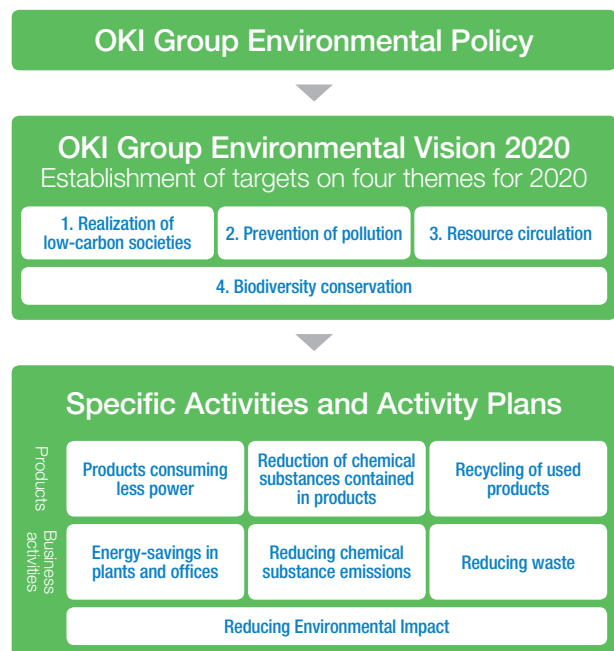 OKI Group Environmental Policy
OKI Group Environmental Vision 2020
Establishment of targets on four themes for 2020
1. Realization of
low-carbon societies
2. Prevention of pollution
3. Resource circulation
4. Biodiversity conservation
Specific Activities and Activity Plans
Products
Products consuming
less power
Reduction of chemical
substances contained
in products
Recycling of used
products
Business
activities
Energy-savings in
plants and offices
Reducing chemical
substance emissions
Reducing waste
Reducing Environmental Impact